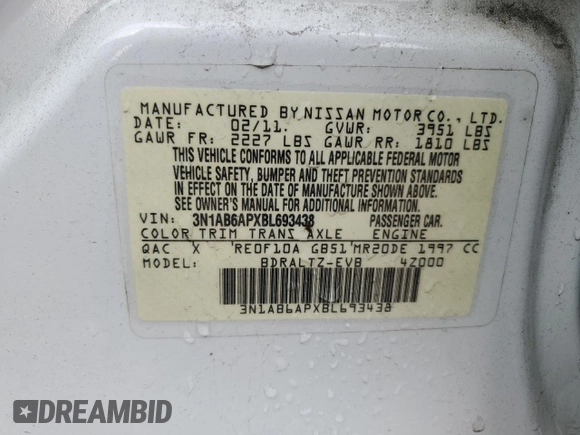 MANUFACTURED BY NISSAN MOTOR CO., LTD.
DATE: 02/11. GVWR: 3951 LBS
GAWR FR: 2227 LBS GAWR RR: 1810 LBS
THIS VEHICLE CONFORMS TO ALL APPLICABLE FEDERAL MOTOR
VEHICLE SAFETY, BUMPER AND THEFT PREVENTION STANDARDS
IN EFFECT ON THE DATE OF MANUFACTURE SHOWN ABOVE.
SEE OWNER'S MANUAL FOR ADDITIONAL INFORMATION.
VIN: 3N1AB6APXBL693438 PASSENGER CAR.
COLOR TRIM TRANS AXLE ENGINE
QAC X RE0F10A GB51 MR20DE 1997 CC
MODEL: BDRALTZ-EVB 4Z000
3N1AB6APXBL693438
DREAMBID